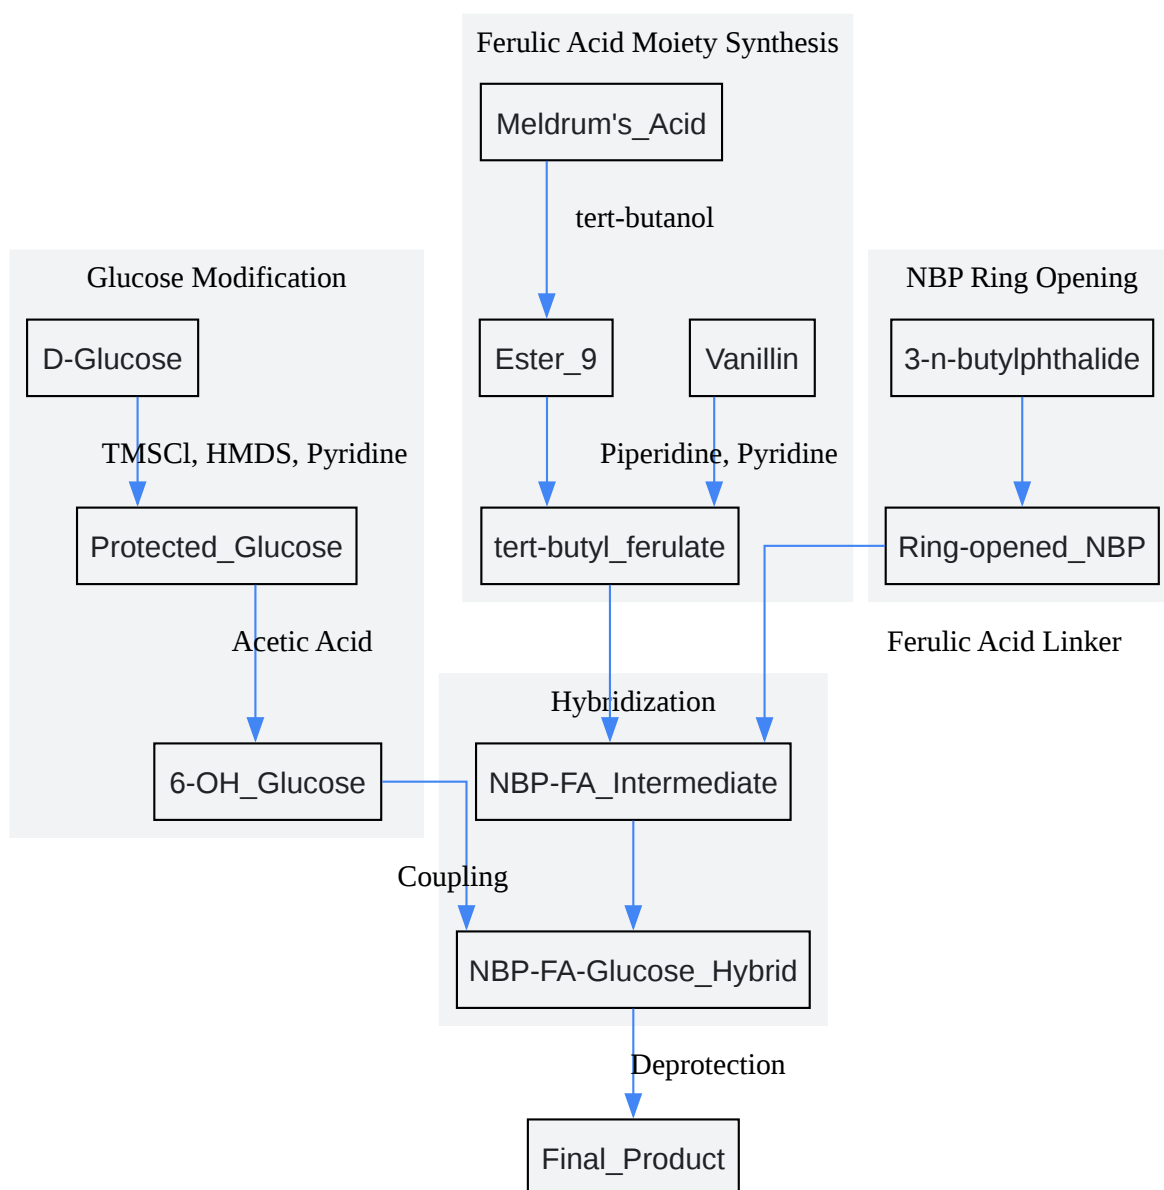 Ferulic Acid Moiety Synthesis
Meldrum's_Acid
tert-butanol
Glucose Modification
NBP Ring Opening
D-Glucose
Ester_9
Vanillin
3-n-butylphthalide
TMSCl, HMDS, Pyridine
Piperidine, Pyridine
Protected_Glucose
tert-butyl_ferulate
Ring-opened_NBP
Acetic Acid
Ferulic Acid Linker
Hybridization
6-OH_Glucose
NBP-FA_Intermediate
Coupling
NBP-FA-Glucose_Hybrid
Deprotection
Final_Product